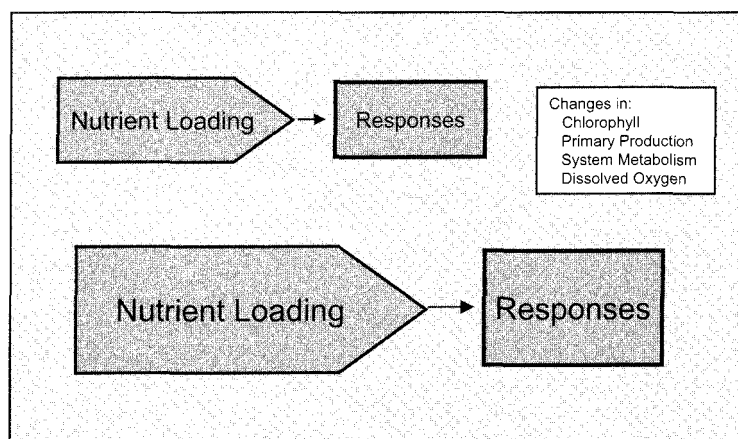 Nutrient Loading
Responses
Changes in:
Chlorophyll
Primary Production
System Metabolism
Dissolved Oxygen
Nutrient Loading
Responses